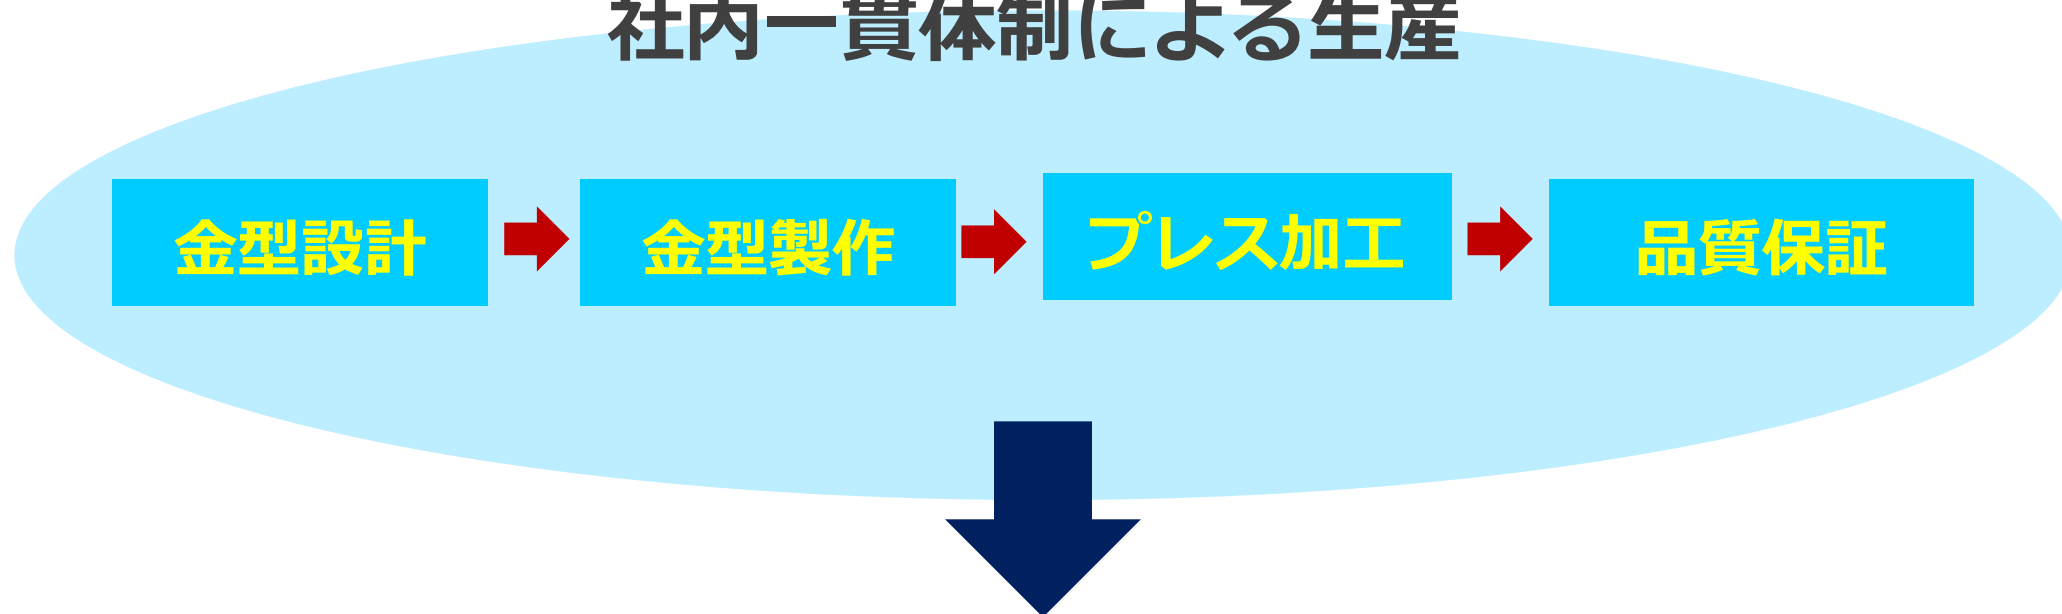 社内一貫体制による生産
金型設計
金型製作
プレス加工
品質保証